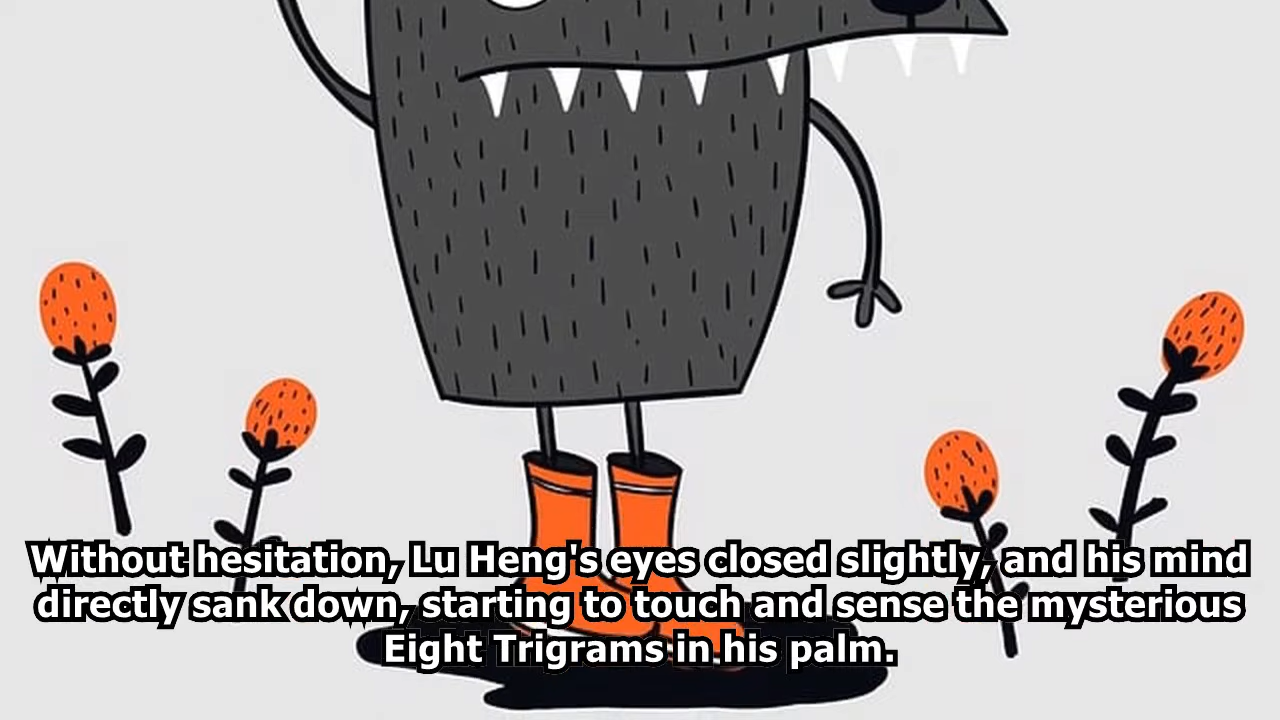 Without hesitation, Lu Heng's eyes closed slightly, and his mind
directly sank down, starting to touch and sense the mysterious
Eight Trigrams in his palm.